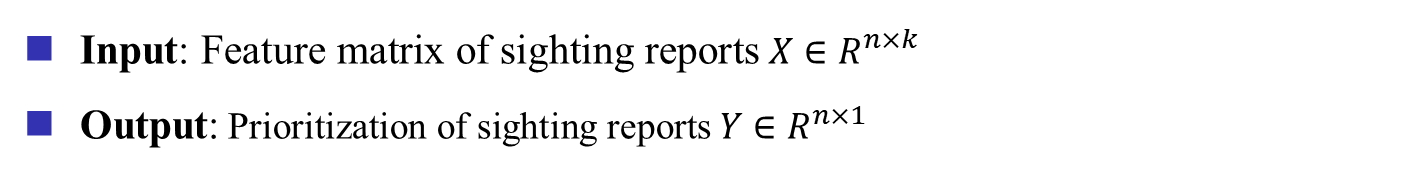 ■ Input: Feature matrix of sighting reports X ∈ R^{n×k}
■ Output: Prioritization of sighting reports Y ∈ R^{n×1}